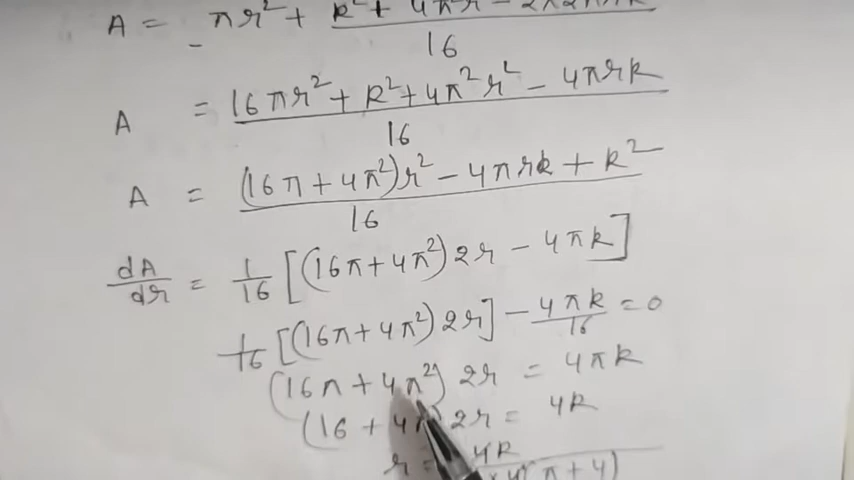 A = πr² + k² + 4π²r² - 2×2πrk / 16
A = 16πr² + k² + 4π²r² - 4πrk / 16
A = (16π + 4π²)r² - 4πrk + k² / 16
dA/dr = 1/16 [(16π + 4π²)2r - 4πk]
1/16 [(16π + 4π²)2r] - 4πk/16 = 0
(16π + 4π²) 2r = 4πk
(16 + 4π) 2r = 4k
r = 4k / ×4(π + 4)